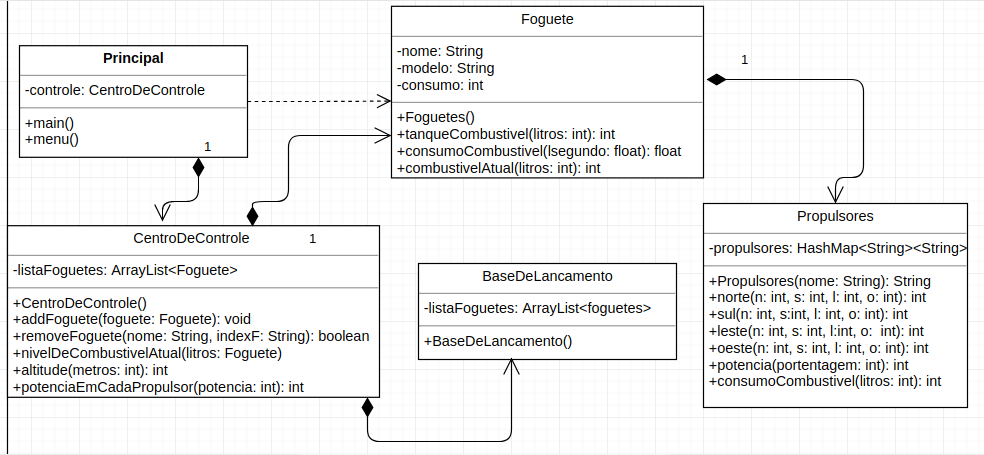 Principal
-controle: CentroDeControle
+main()
+menu()
1
Foguete
-nome: String
-modelo: String
-consumo: int
+Foguetes()
+tanqueCombustivel(litros: int): int
+consumoCombustivel(lsegundo: float): float
+combustivelAtual(litros: int): int
1
CentroDeControle
1
-listaFoguetes: ArrayList<Foguete>
+CentroDeControle()
+addFoguete(foguete: Foguete): void
+removeFoguete(nome: String, indexF: String): boolean
+nivelDeCombustivelAtual(litros: Foguete)
+altitude(metros: int): int
+potenciaEmCadaPropulsor(potencia: int): int
BaseDeLancamento
-listaFoguetes: ArrayList<foguetes>
+BaseDeLancamento()
Propulsores
-propulsores: HashMap<String><String>
+Propulsores(nome: String): String
+norte(n: int, s: int, l: int, o: int): int
+sul(n: int, s:int, l: int, o: int): int
+leste(n: int, s: int, l:int, o:  int): int
+oeste(n: int, s: int, l: int, o: int): int
+potencia(portentagem: int): int
+consumoCombustivel(litros: int): int